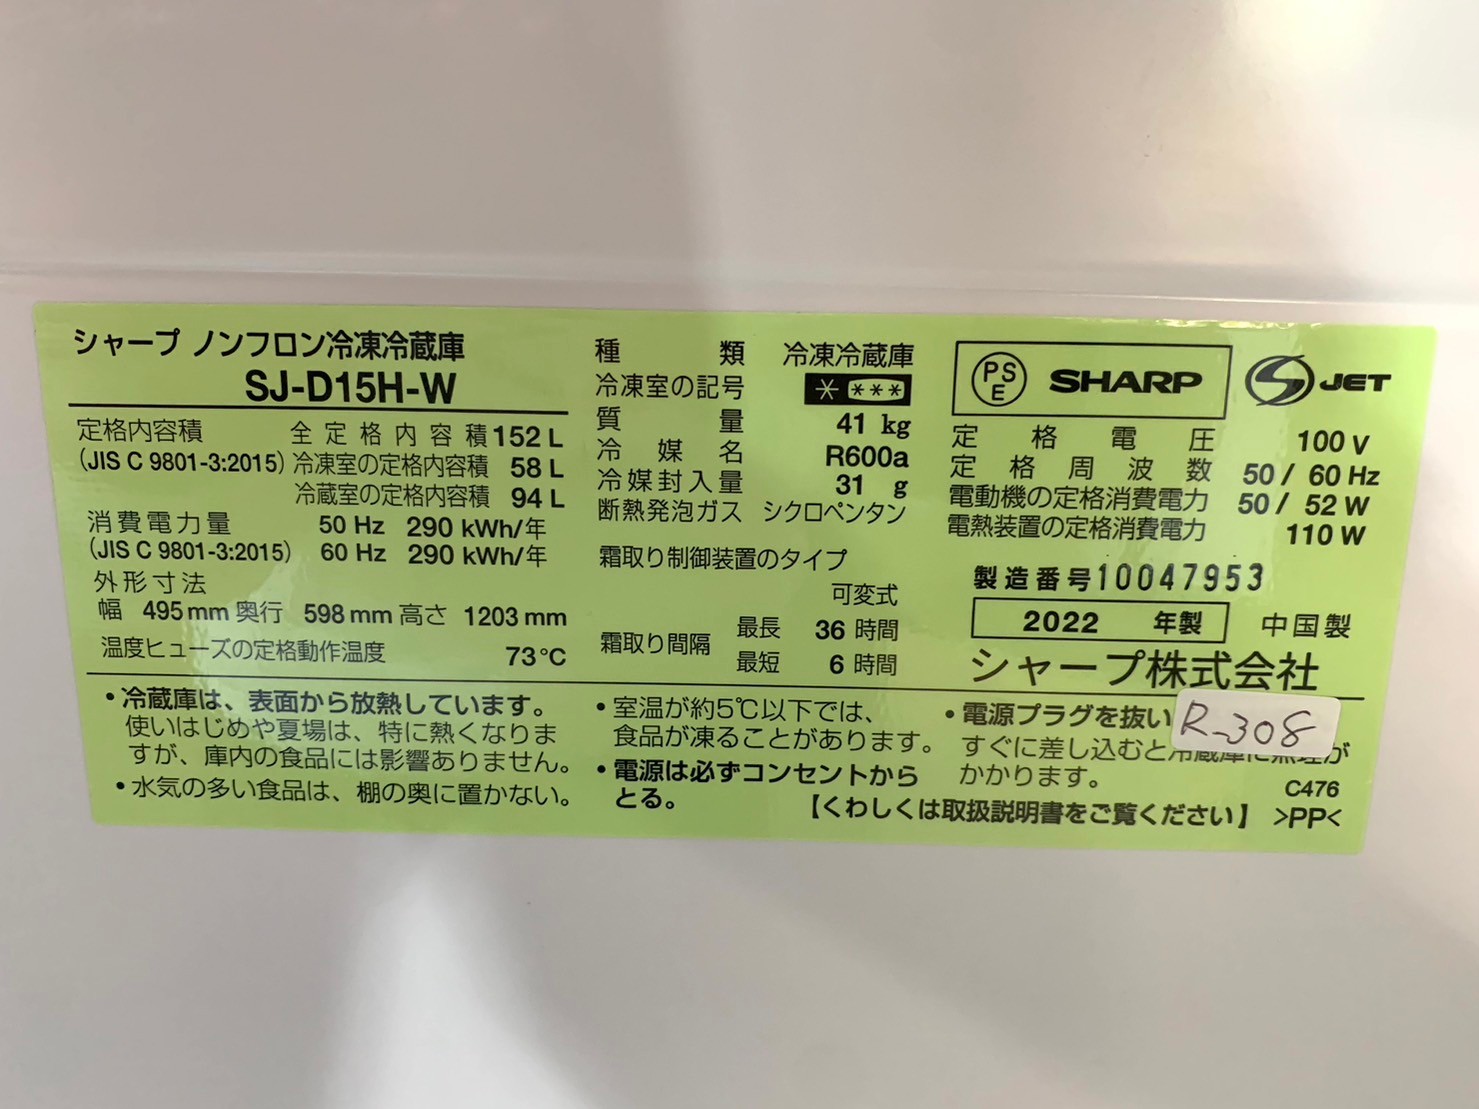 シャープ ノンフロン冷凍冷蔵庫
SJ-D15H-W
定格内容積 全定格内容積 152 L
(JIS C 9801-3:2015) 冷凍室の定格内容積 58 L
冷蔵室の定格内容積 94 L
消費電力量 50 Hz 290 kWh/年
(JIS C 9801-3:2015) 60 Hz 290 kWh/年
外形寸法
幅 495 mm 奥行 598 mm 高さ 1203 mm
温度ヒューズの定格動作温度 73℃
種類 冷凍冷蔵庫
冷凍室の記号 * ***
質量 41 kg
冷媒名 R600a
冷媒封入量 31 g
断熱発泡ガス シクロペンタン
霜取り制御装置のタイプ
可変式
霜取り間隔 最長 36 時間
最短 6 時間
PS
E
SHARP
S JET
定格電圧 100 V
定格周波数 50 / 60 Hz
電動機の定格消費電力 50 / 52 W
電熱装置の定格消費電力 110 W
製造番号 10047953
2022 年製 中国製
シャープ株式会社
・冷蔵庫は、表面から放熱しています。
使いはじめや夏場は、特に熱くなりま
すが、庫内の食品には影響ありません。
・水気の多い食品は、棚の奥に置かない。
・室温が約5℃以下では、
食品が凍ることがあります。
・電源は必ずコンセントから
とる。
・電源プラグを抜い
R_308
すぐに差し込むと冷蔵庫に無理が
かかります。
C476
【くわしくは取扱説明書をご覧ください】 >PP<